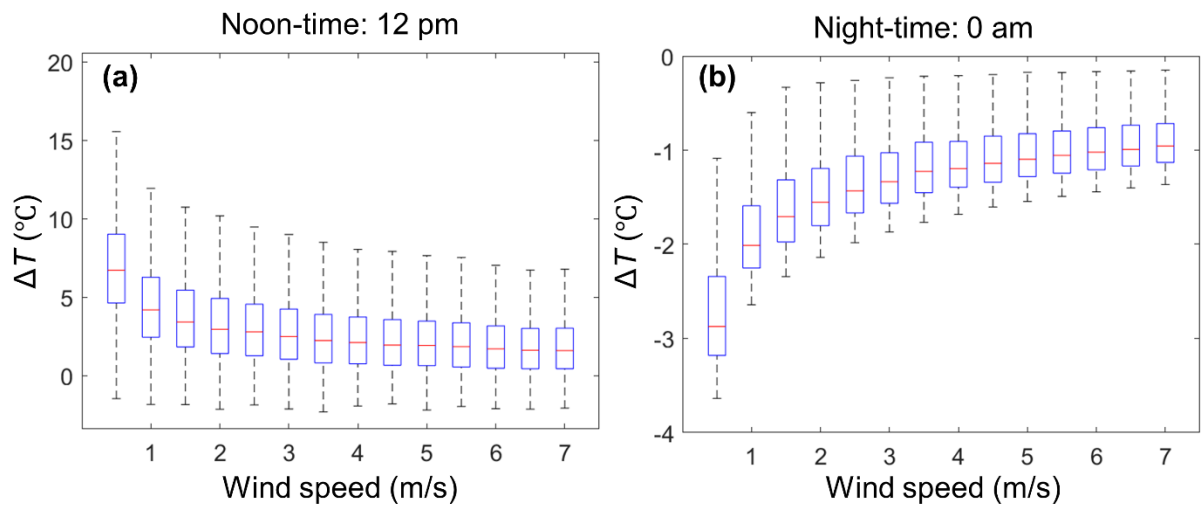 Noon-time: 12 pm
(a)
20
15
10
5
0
ΔT (℃)
1 2 3 4 5 6 7
Wind speed (m/s)
Night-time: 0 am
(b)
0
-1
-2
-3
-4
ΔT (℃)
1 2 3 4 5 6 7
Wind speed (m/s)